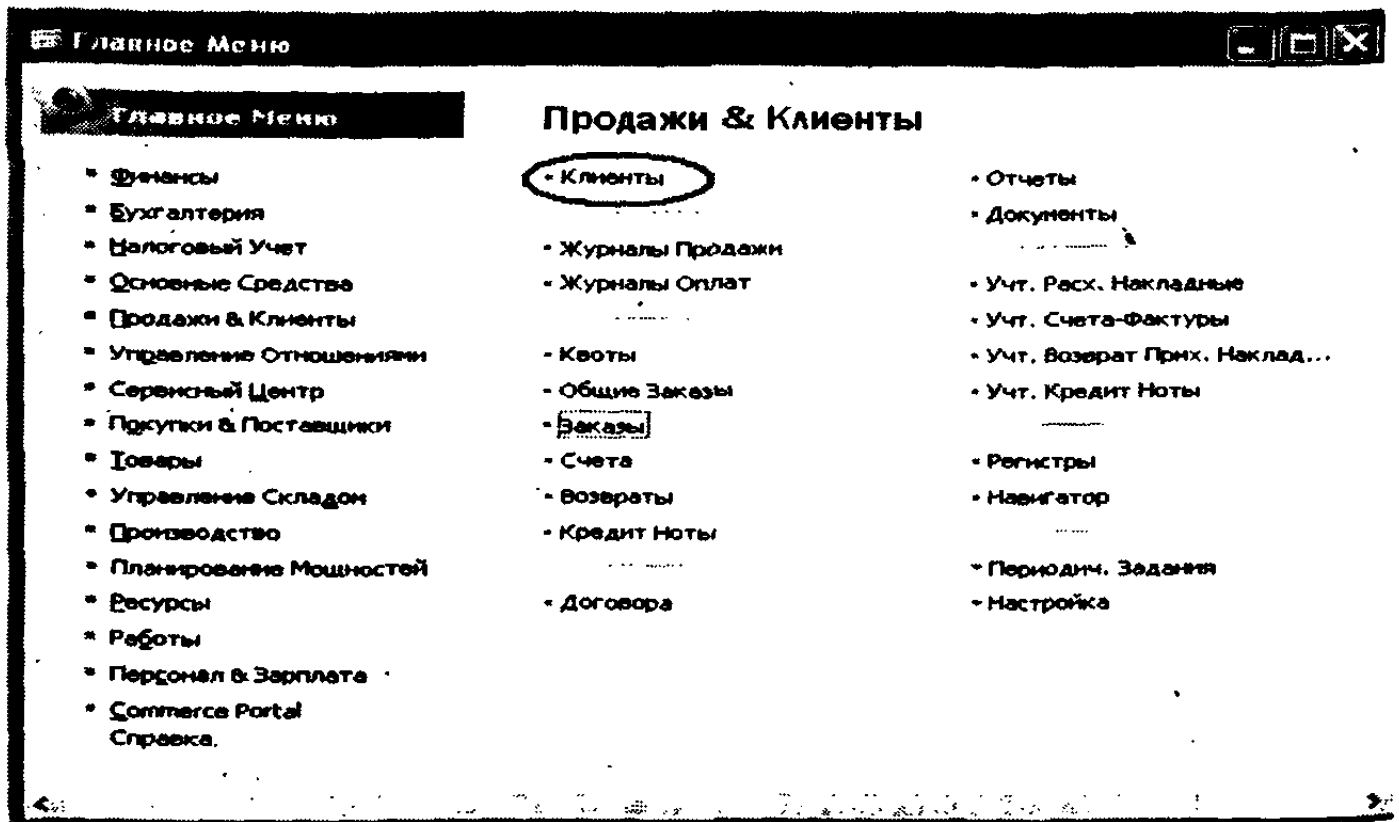 Главное Меню
Главное Меню
Финансы
Бухгалтерия
Налоговый Учет
Основные Средства
Продажи & Клиенты
Управление Отношениями
Сервисный Центр
Покупки & Поставщики
Товары
Управление Складом
Производство
Планирование Мощностей
Ресурсы
Работы
Персонал & Зарплата
Commerce Portal
Справка.
Продажи & Клиенты
Клиенты
Журналы Продажи
Журналы Оплат
Квоты
Общие Заказы
Заказы
Счета
Возвраты
Кредит Ноты
Договора
Отчеты
Документы
Учт. Расх. Накладные
Учт. Счета-Фактуры
Учт. Возврат Прих. Наклад...
Учт. Кредит Ноты
Регистры
Навигатор
Периодич. Задания
Настройка